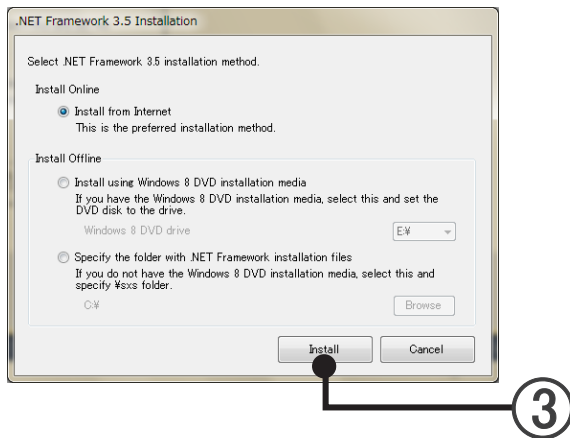 .NET Framework 3.5 Installation
Select .NET Framework 3.5 installation method.
Install Online
Install from Internet
This is the preferred installation method.
Install Offline
Install using Windows 8 DVD installation media
If you have the Windows 8 DVD installation media, select this and set the
DVD disk to the drive.
Windows 8 DVD drive
E:¥
Specify the folder with .NET Framework installation files
If you do not have the Windows 8 DVD installation media, select this and
specify ¥sxs folder.
C:¥
Browse
Install
Cancel
③